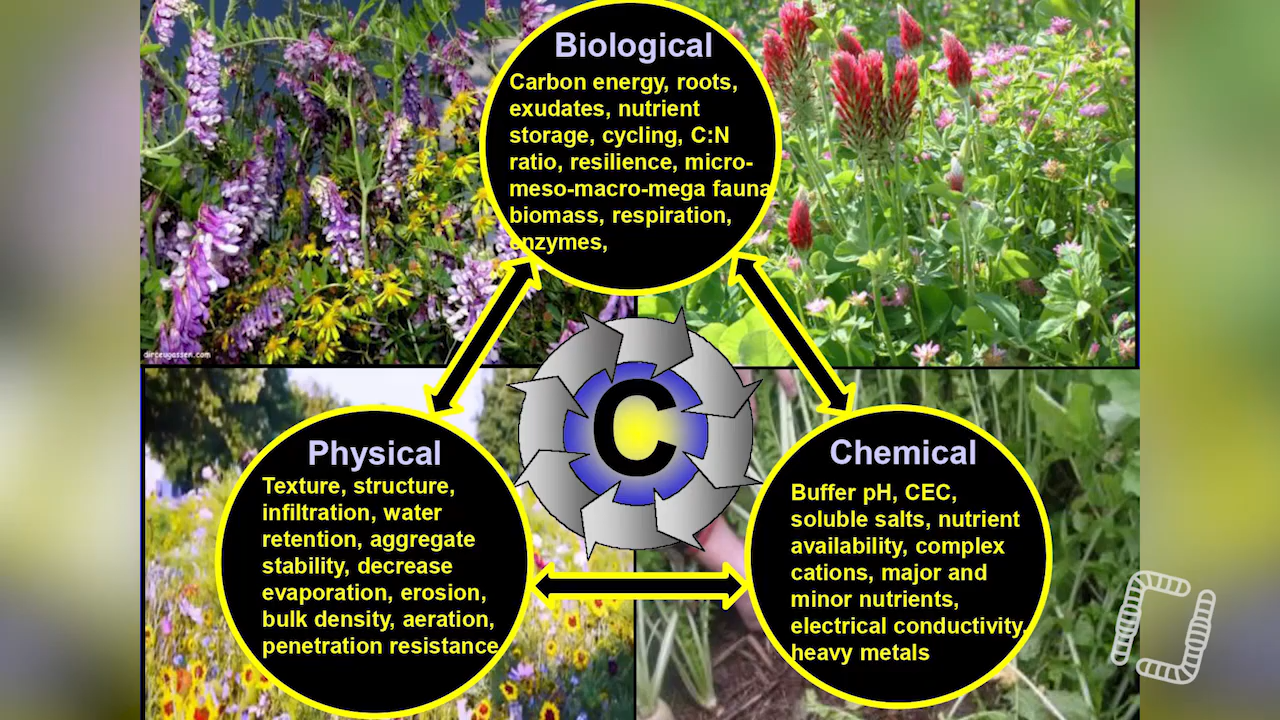 Biological
Carbon energy, roots,
exudates, nutrient
storage, cycling, C:N
ratio, resilience, micro-
meso-macro-mega fauna
biomass, respiration,
enzymes,
dirceugassen.com
C
Physical
Texture, structure,
infiltration, water
retention, aggregate
stability, decrease
evaporation, erosion,
bulk density, aeration,
penetration resistance
Chemical
Buffer pH, CEC,
soluble salts, nutrient
availability, complex
cations, major and
minor nutrients,
electrical conductivity,
heavy metals